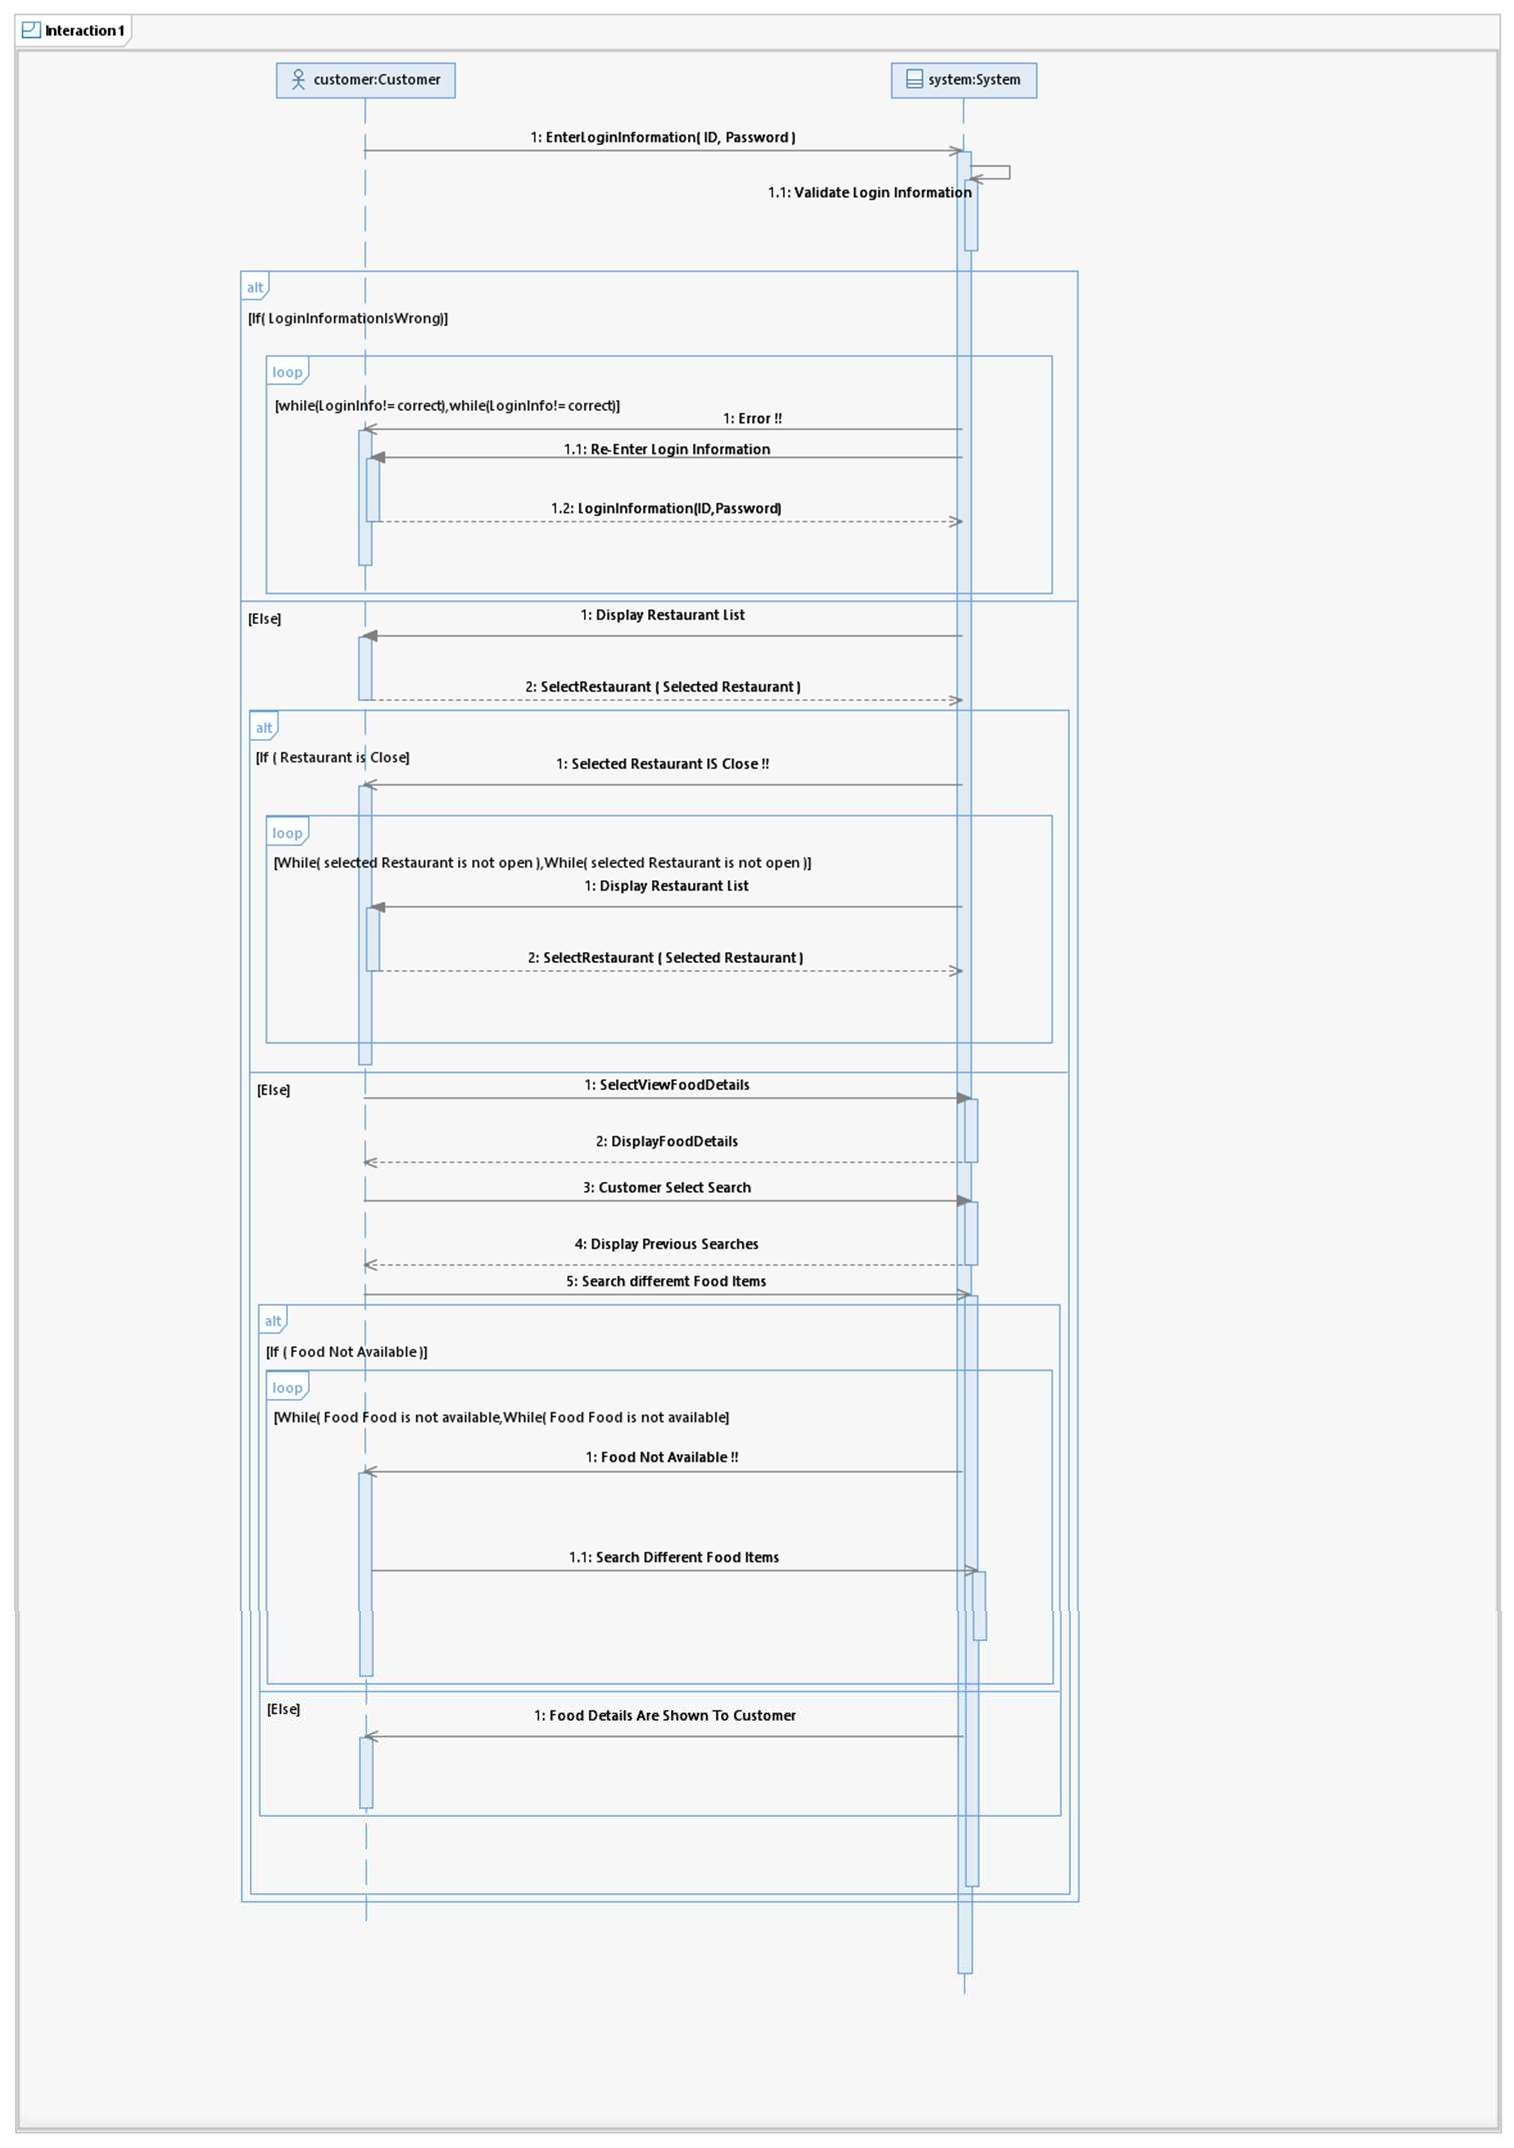 Interaction1
customer:Customer
system:System
1: EnterLoginInformation( ID, Password )
1.1: Validate Login Information
alt
[If( LoginInformationIsWrong)]
loop
[while(LoginInfo!= correct),while(LoginInfo!= correct)]
1: Error !!
1.1: Re-Enter Login Information
1.2: LoginInformation(ID,Password)
[Else]
1: Display Restaurant List
2: SelectRestaurant ( Selected Restaurant )
alt
[If ( Restaurant is Close]
1: Selected Restaurant IS Close !!
loop
[While( selected Restaurant is not open ),While( selected Restaurant is not open )]
1: Display Restaurant List
2: SelectRestaurant ( Selected Restaurant )
[Else]
1: SelectViewFoodDetails
2: DisplayFoodDetails
3: Customer Select Search
4: Display Previous Searches
5: Search differemt Food Items
alt
[If ( Food Not Available )]
loop
[While( Food Food is not available,While( Food Food is not available]
1: Food Not Available !!
1.1: Search Different Food Items
[Else]
1: Food Details Are Shown To Customer